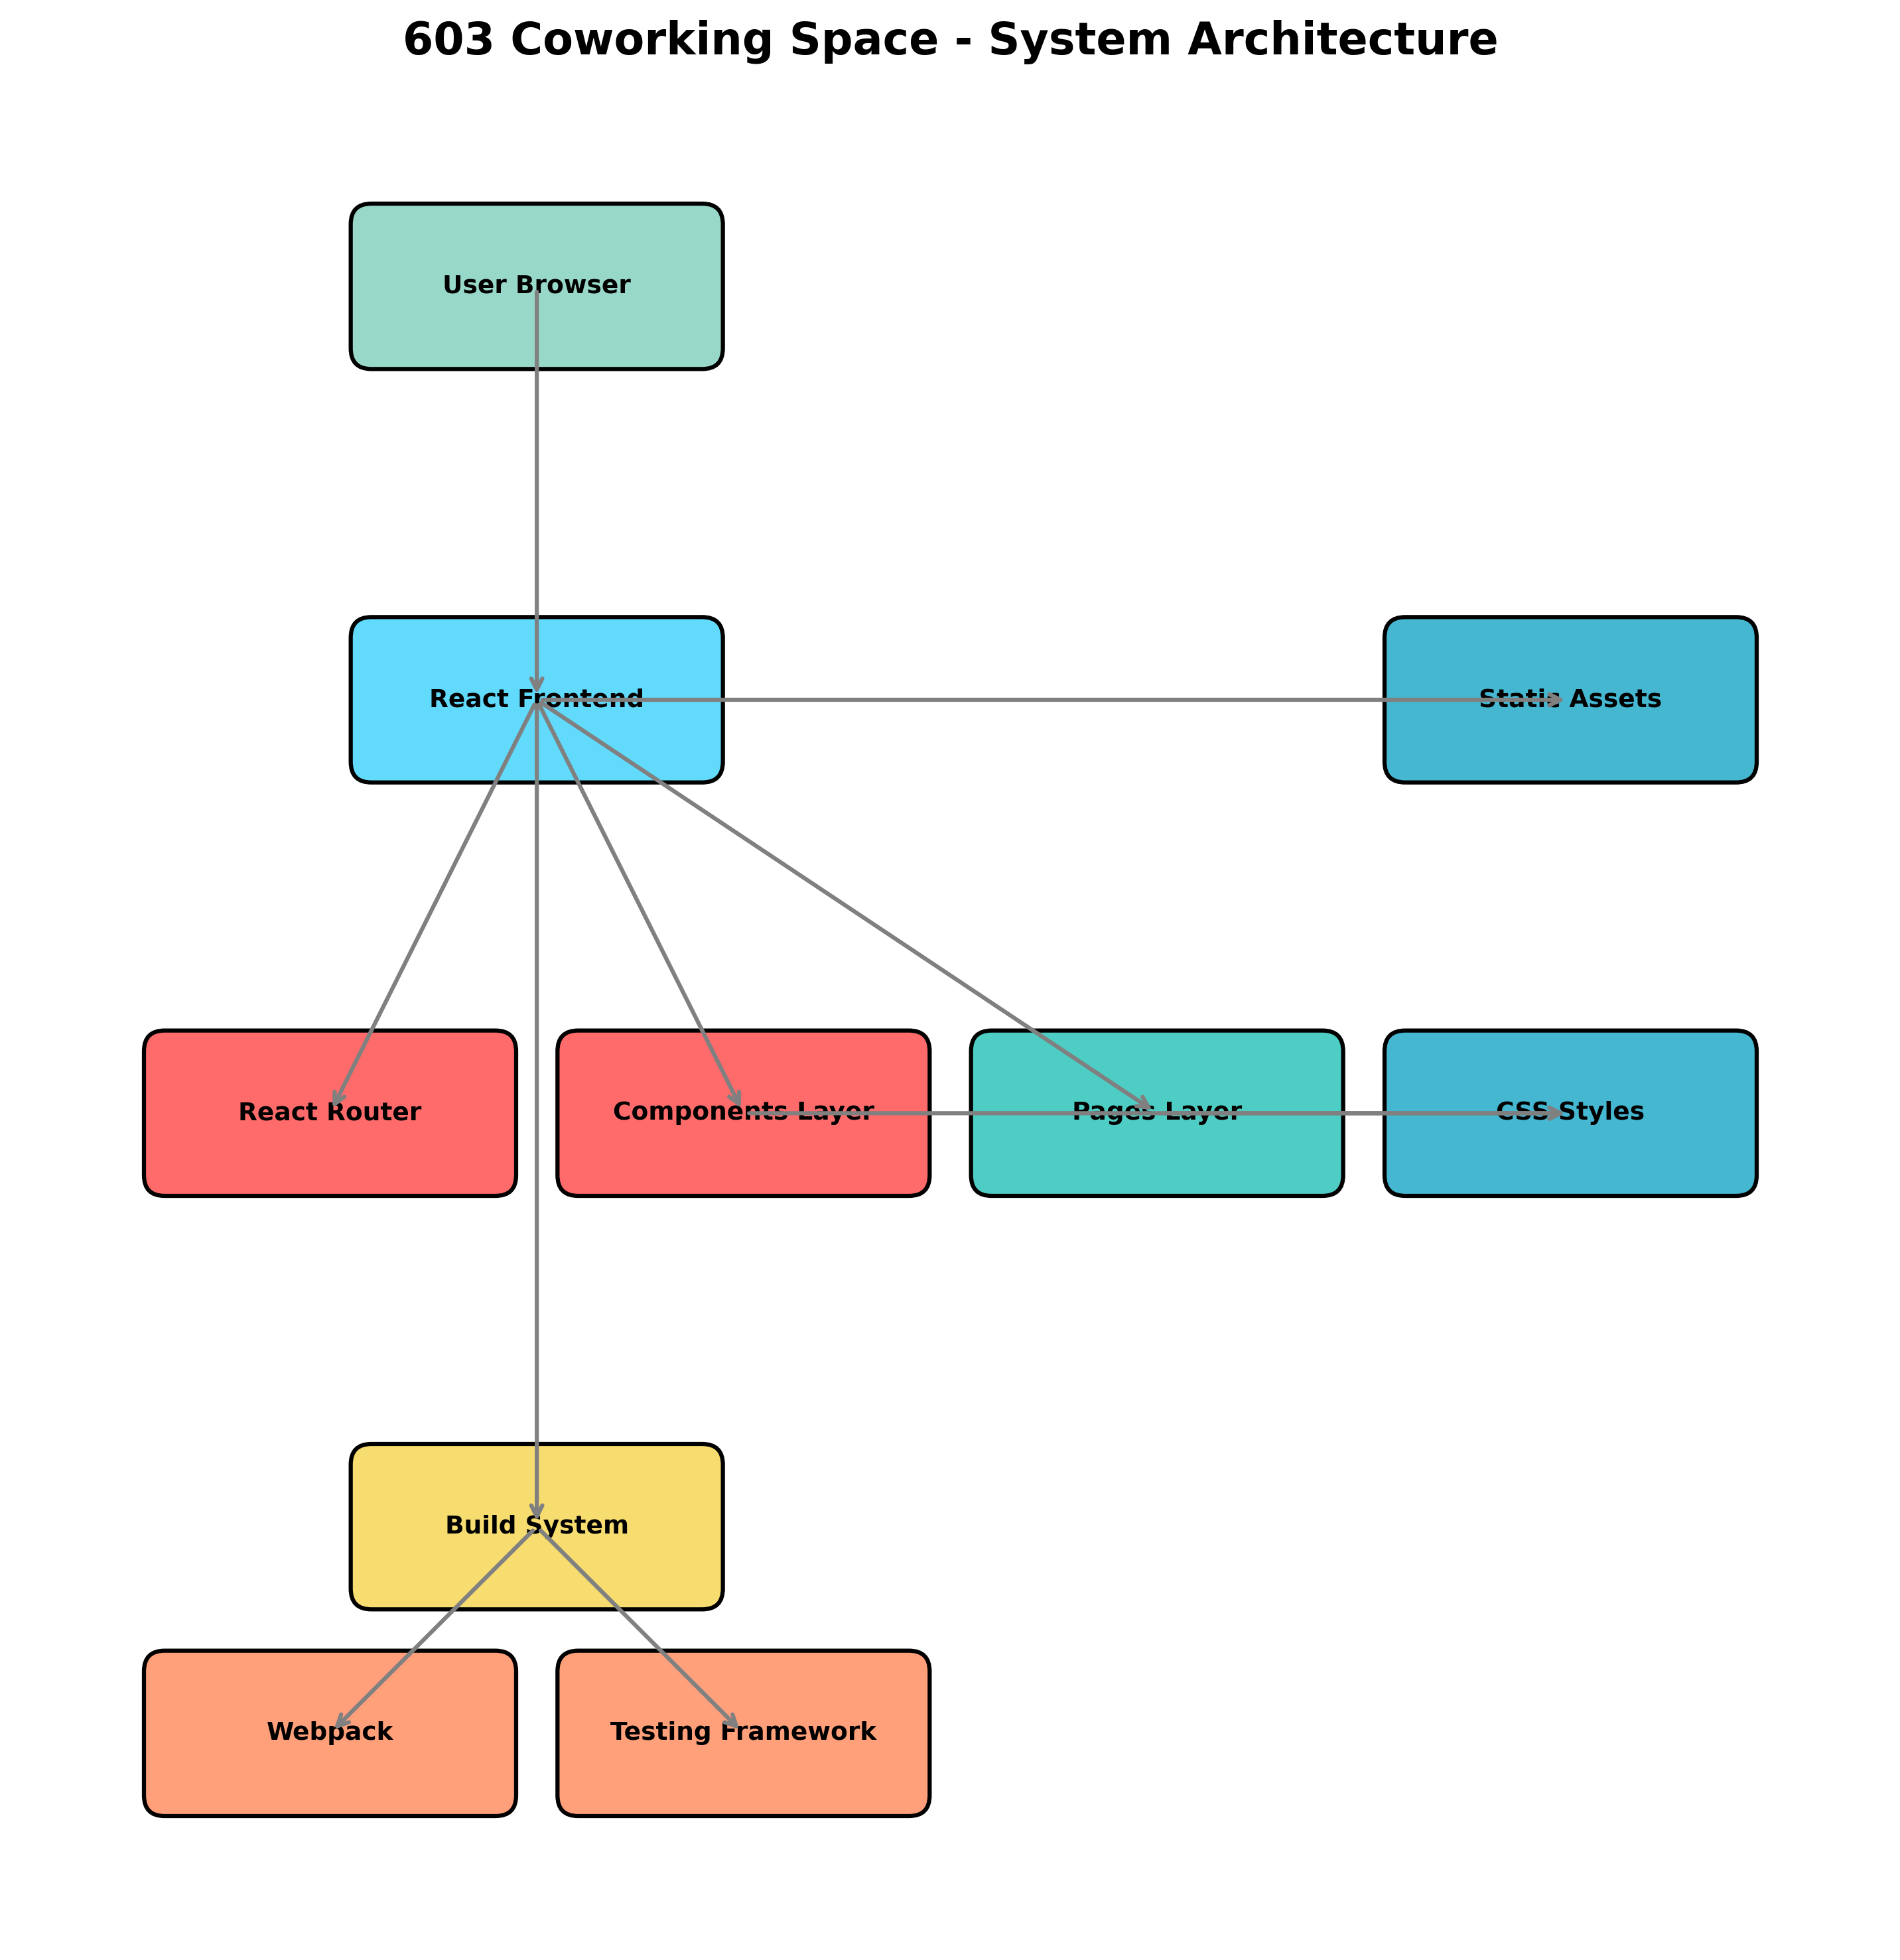 603 Coworking Space - System Architecture
User Browser
React Frontend
Static Assets
React Router
Components Layer
Pages Layer
CSS Styles
Build System
Webpack
Testing Framework